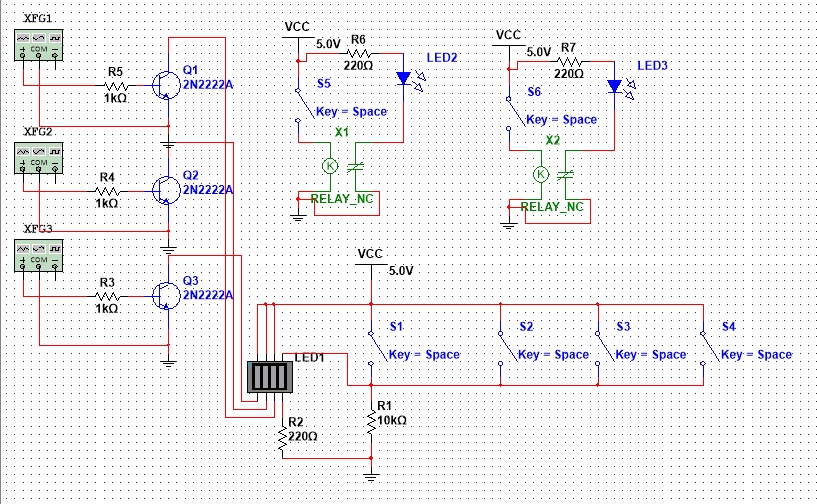 XFG1
COM
R5
1kΩ
Q1
2N2222A
XFG2
COM
R4
1kΩ
Q2
2N2222A
XFG3
COM
R3
1kΩ
Q3
2N2222A
VCC
5.0V
R6
220Ω
LED2
S5
Key = Space
X1
K
RELAY_NC
VCC
5.0V
R7
220Ω
LED3
S6
Key = Space
X2
K
RELAY_NC
VCC
5.0V
S1
Key = Space
S2
Key = Space
S3
Key = Space
S4
Key = Space
LED1
R2
220Ω
R1
10kΩ